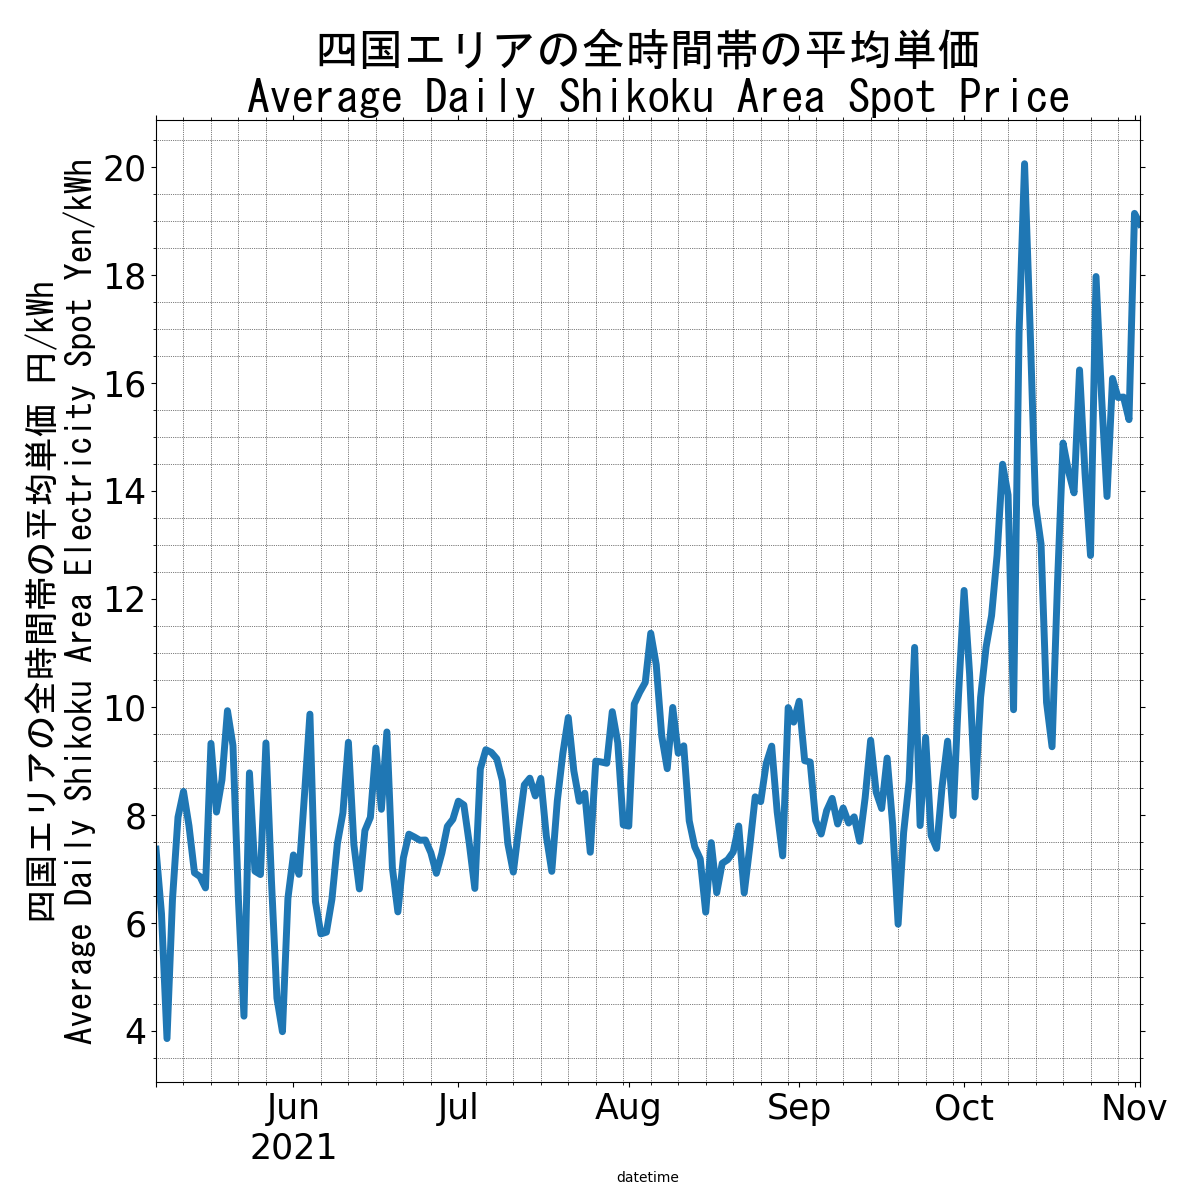 四国エリアの全時間帯の平均単価
Average Daily Shikoku Area Spot Price
四国エリアの全時間帯の平均単価 円/kWh
Average Daily Shikoku Area Electricity Spot Yen/kWh
20
18
16
14
12
10
8
6
4
Jun
2021
Jul
Aug
Sep
Oct
Nov
datetime